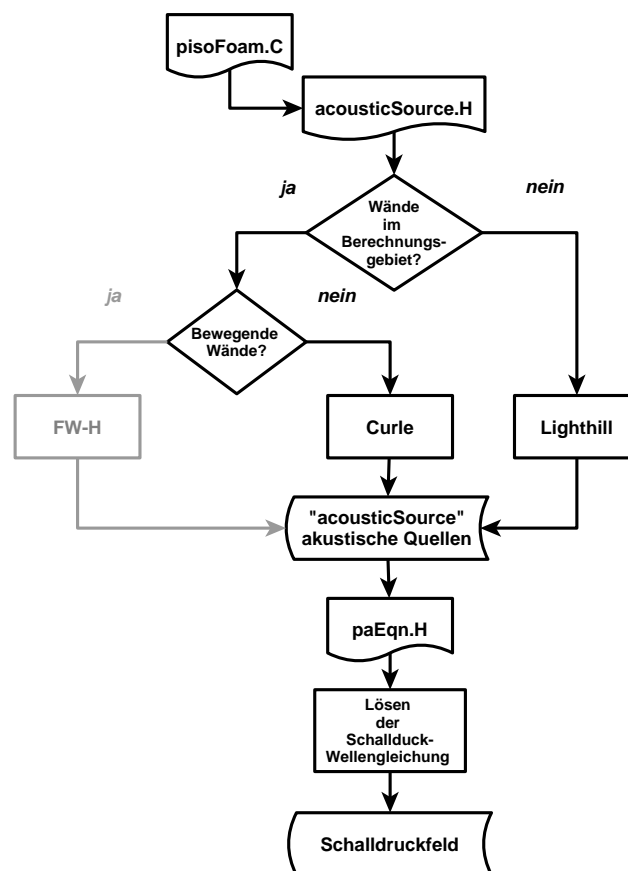 pisoFoam.C
acousticSource.H
ja
nein
Wände
im
Berechnungs-
gebiet?
ja
nein
Bewegende
Wände?
FW-H
Curle
Lighthill
"acousticSource"
akustische Quellen
paEqn.H
Lösen
der
Schallduck-
Wellengleichung
Schalldruckfeld